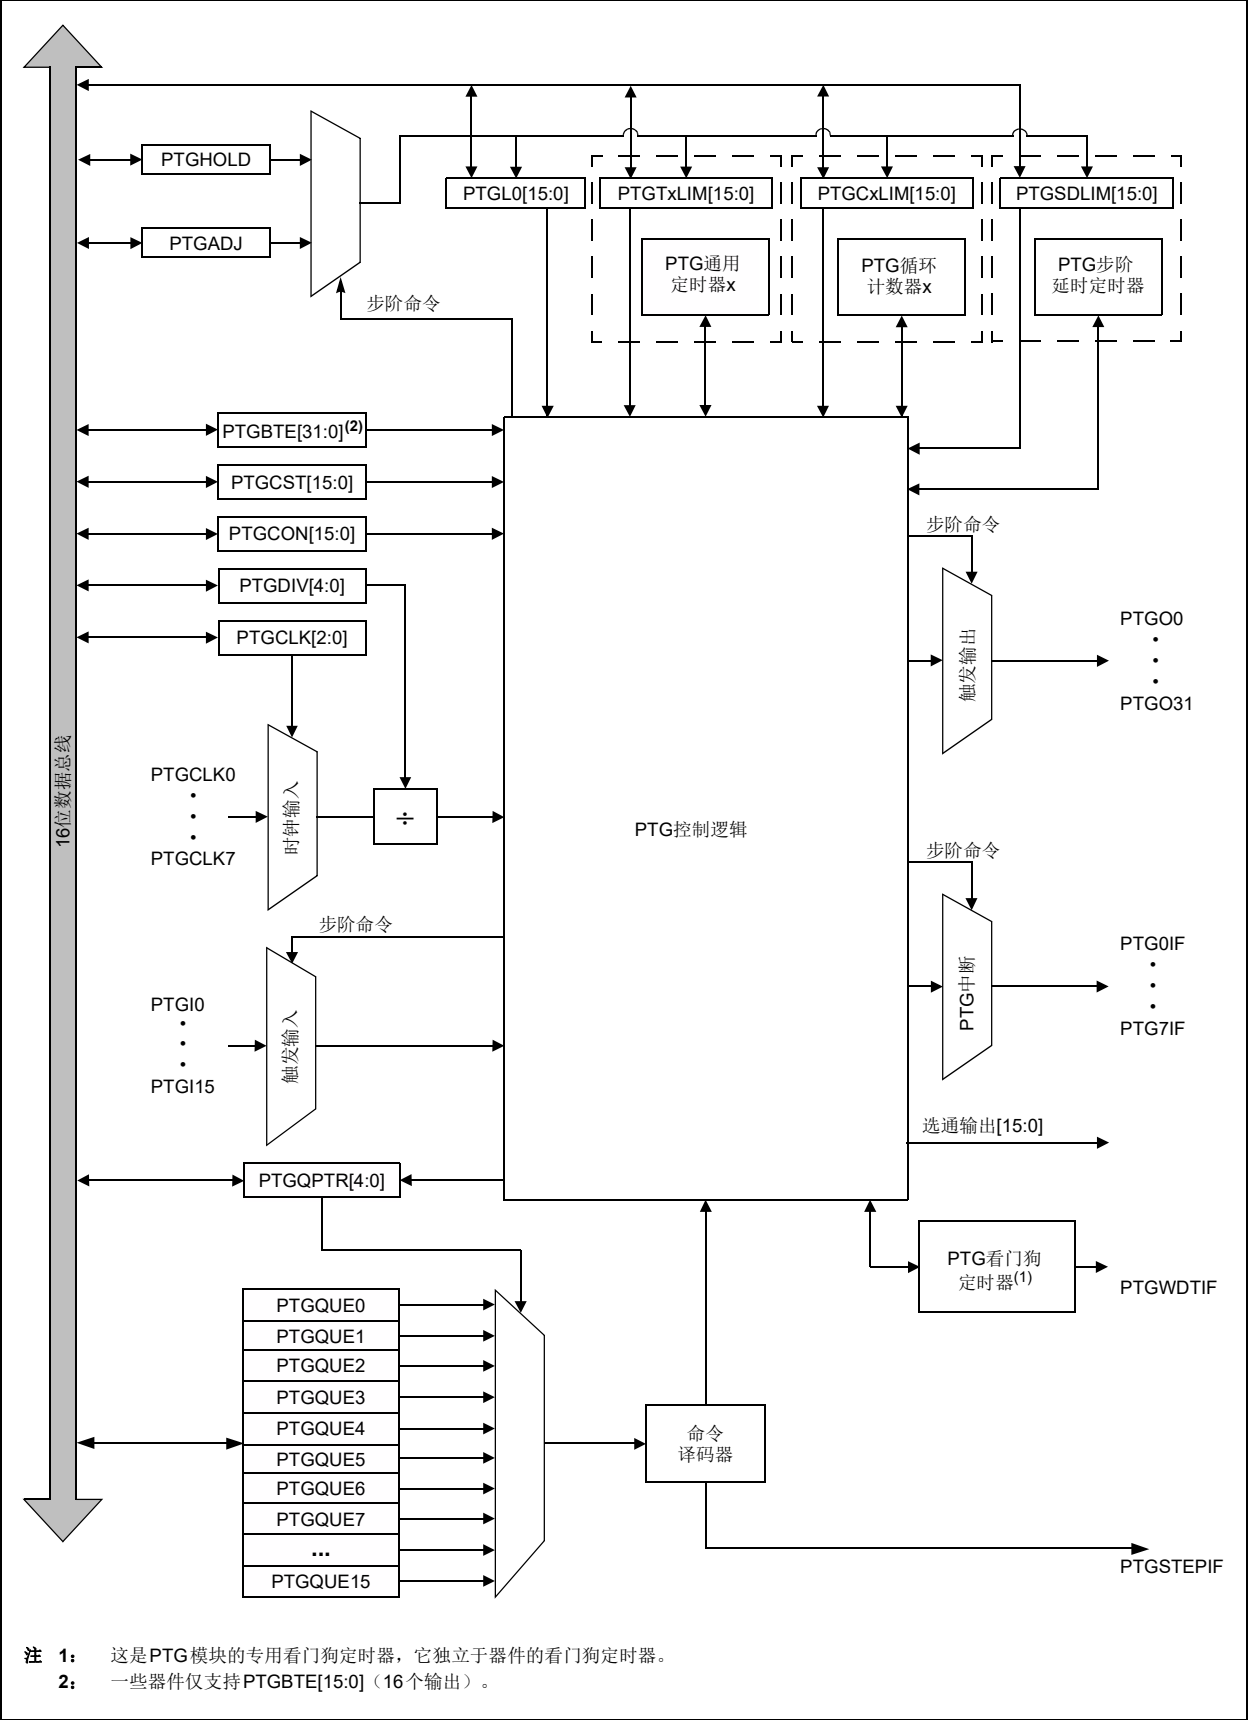 16位数据总线
PTGHOLD
PTGADJ
步阶命令
PTGL0[15:0]
PTGTxLIM[15:0]
PTGCxLIM[15:0]
PTGSDLIM[15:0]
PTG通用
定时器x
PTG循环
计数器x
PTG步阶
延时定时器
PTGBTE[31:0](2)
PTGCST[15:0]
PTGCON[15:0]
PTGDIV[4:0]
PTGCLK[2:0]
PTGCLK0
PTGCLK7
时钟输入
÷
步阶命令
PTGI0
PTGI15
触发输入
PTG控制逻辑
步阶命令
触发输出
PTGO0
PTGO31
步阶命令
PTG中断
PTG0IF
PTG7IF
选通输出[15:0]
PTGQPTR[4:0]
PTG看门狗
定时器(1)
PTGWDTIF
PTGQUE0
PTGQUE1
PTGQUE2
PTGQUE3
PTGQUE4
PTGQUE5
PTGQUE6
PTGQUE7
...
PTGQUE15
命令
译码器
PTGSTEPIF
注 1： 这是PTG模块的专用看门狗定时器，它独立于器件的看门狗定时器。
2： 一些器件仅支持PTGBTE[15:0]（16个输出）。